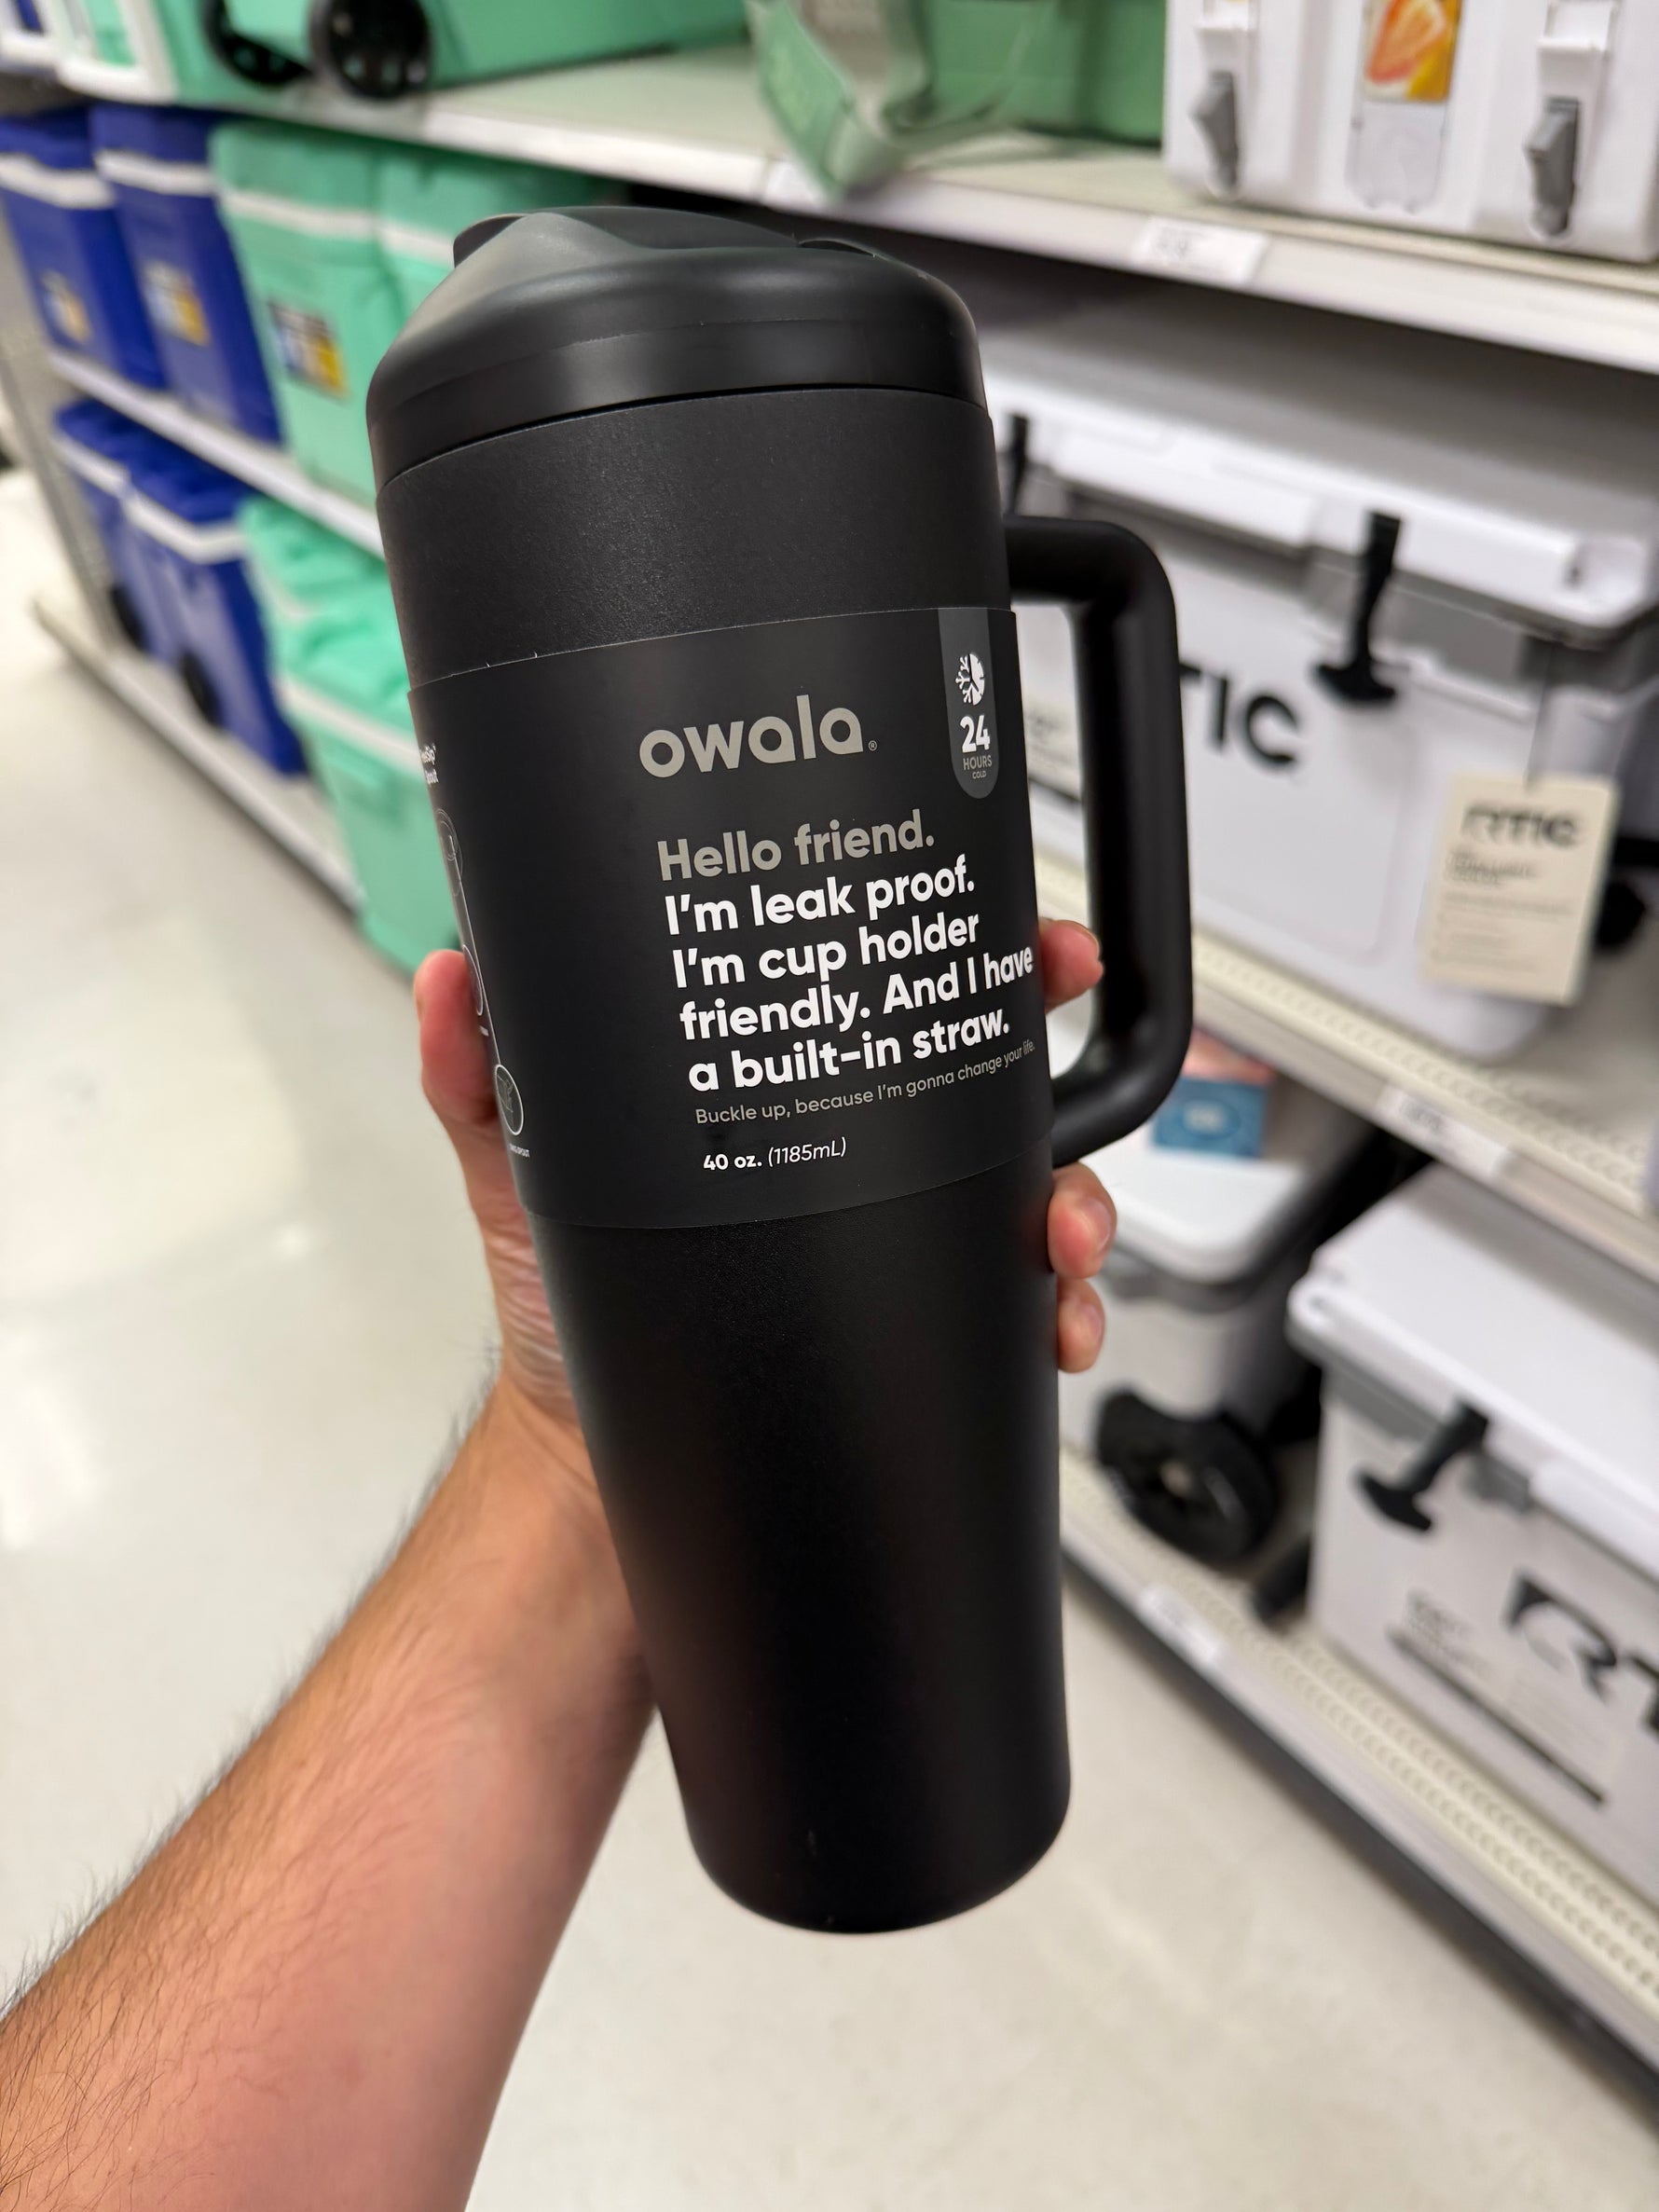 owala®
24
HOURS
COLD
Hello friend.
I'm leak proof.
I'm cup holder
friendly. And I have
a built-in straw.
Buckle up, because I'm gonna change your life.
40 oz. (1185mL)
TIC
RTIC
RT